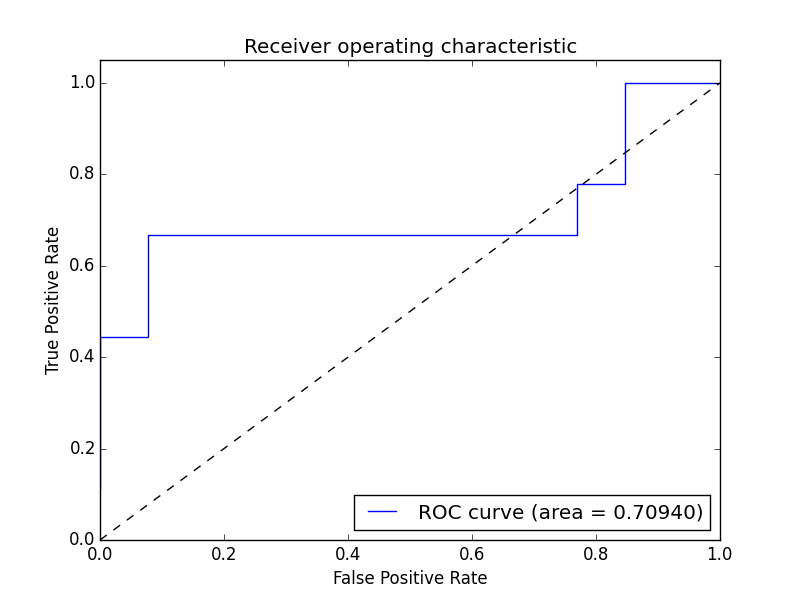 Receiver operating characteristic
1.0
0.8
0.6
0.4
0.2
0.0
True Positive Rate
ROC curve (area = 0.70940)
0.0 0.2 0.4 0.6 0.8 1.0
False Positive Rate